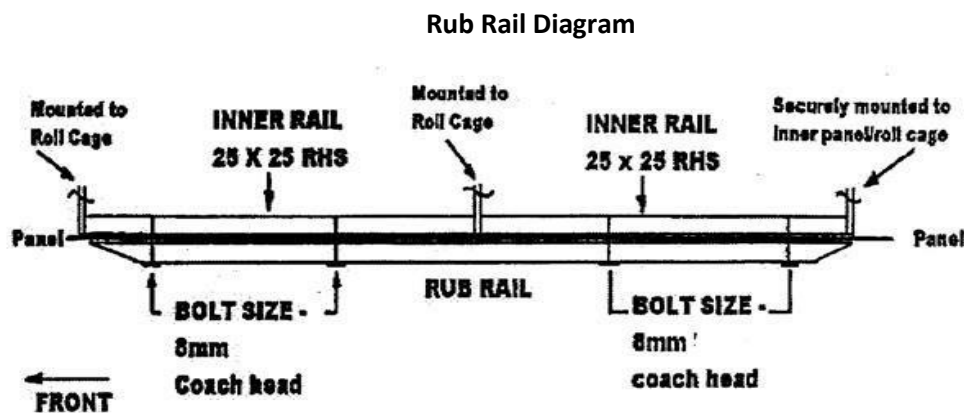 Rub Rail Diagram
Mounted to
Roll Cage
INNER RAIL
25 X 25 RHS
Mounted to
Roll Cage
INNER RAIL
25 x 25 RHS
Securely mounted to
Inner panel/roll cage
Panel
Panel
RUB RAIL
BOLT SIZE -
8mm
Coach head
BOLT SIZE -
8mm '
coach head
FRONT